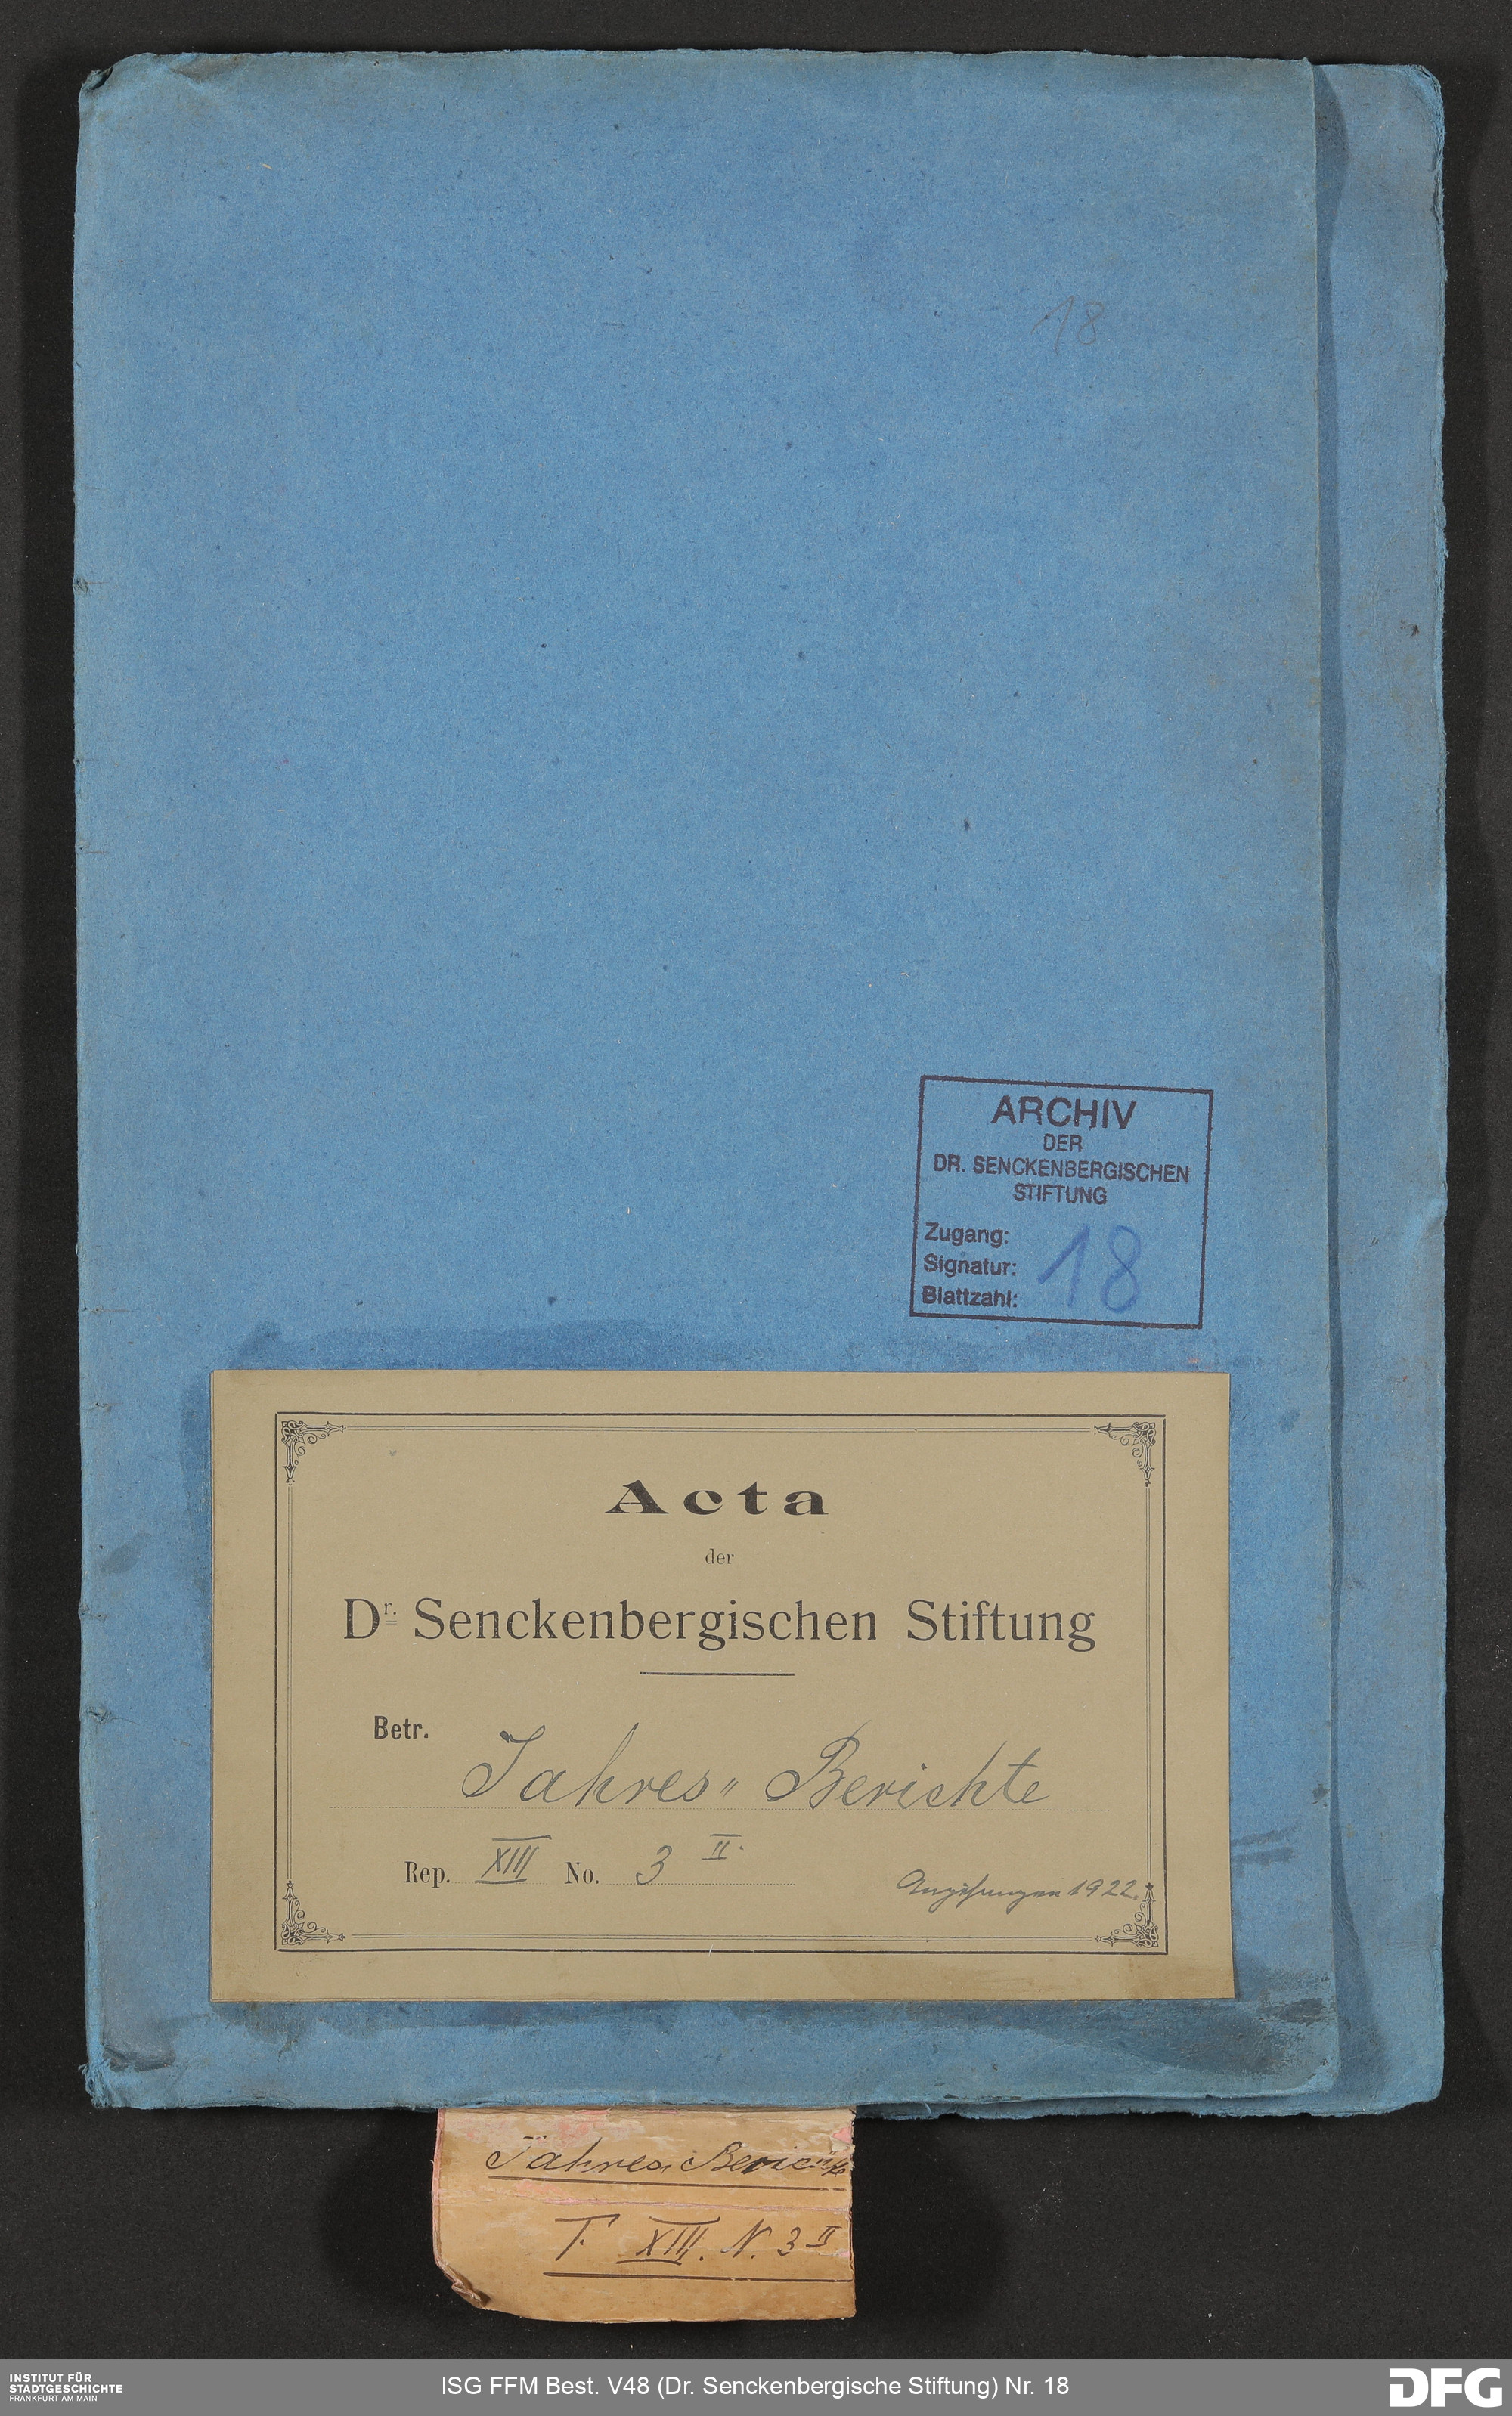 18
ARCHIV
DER
DR. SENCKENBERGISCHEN
STIFTUNG
Zugang:
Signatur: 18
Blattzahl:
Acta
der
Dr. Senckenbergischen Stiftung
Betr. Jahres„ Berichte
Rep. XIII No. 3 II.
1922.
Jahres, Berichte
F. XIII. N. 3 II
INSTITUT FÜR
STADTGESCHICHTE
FRANKFURT AM MAIN
ISG FFM Best. V48 (Dr. Senckenbergische Stiftung) Nr. 18
DFG